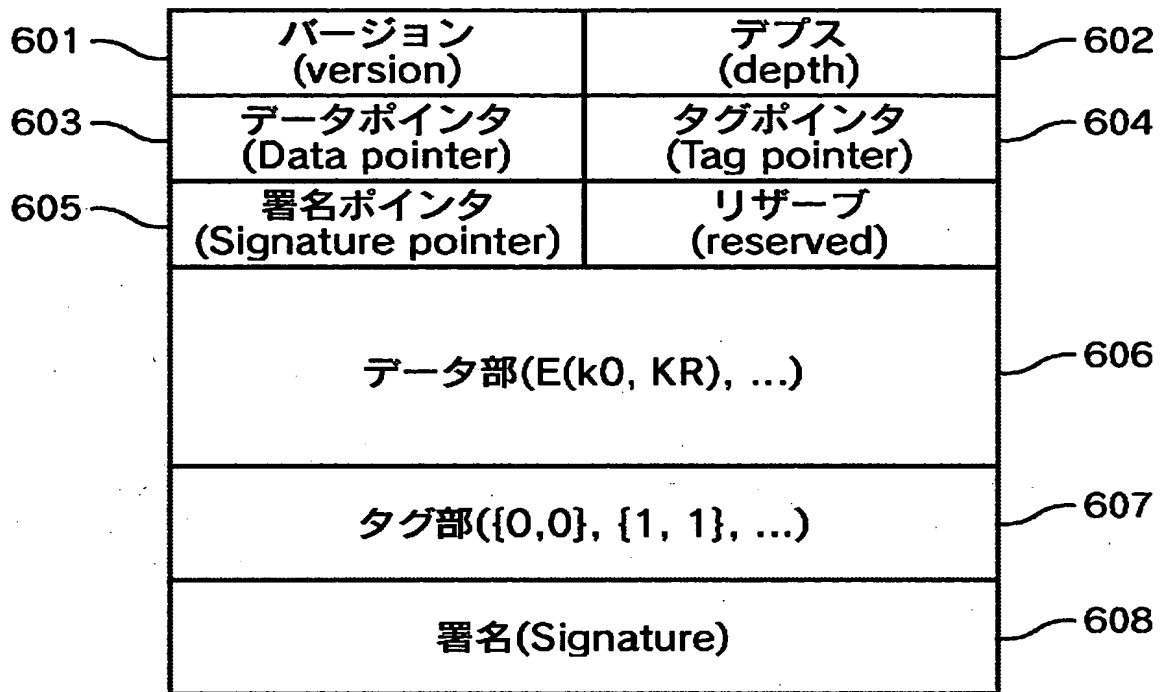 601
バージョン
(version)
デプス
(depth)
602
603
データポインタ
(Data pointer)
タグポインタ
(Tag pointer)
604
605
署名ポインタ
(Signature pointer)
リザーブ
(reserved)
データ部(E(k0, KR), ...)
606
タグ部({0,0}, {1, 1}, ...)
607
署名(Signature)
608